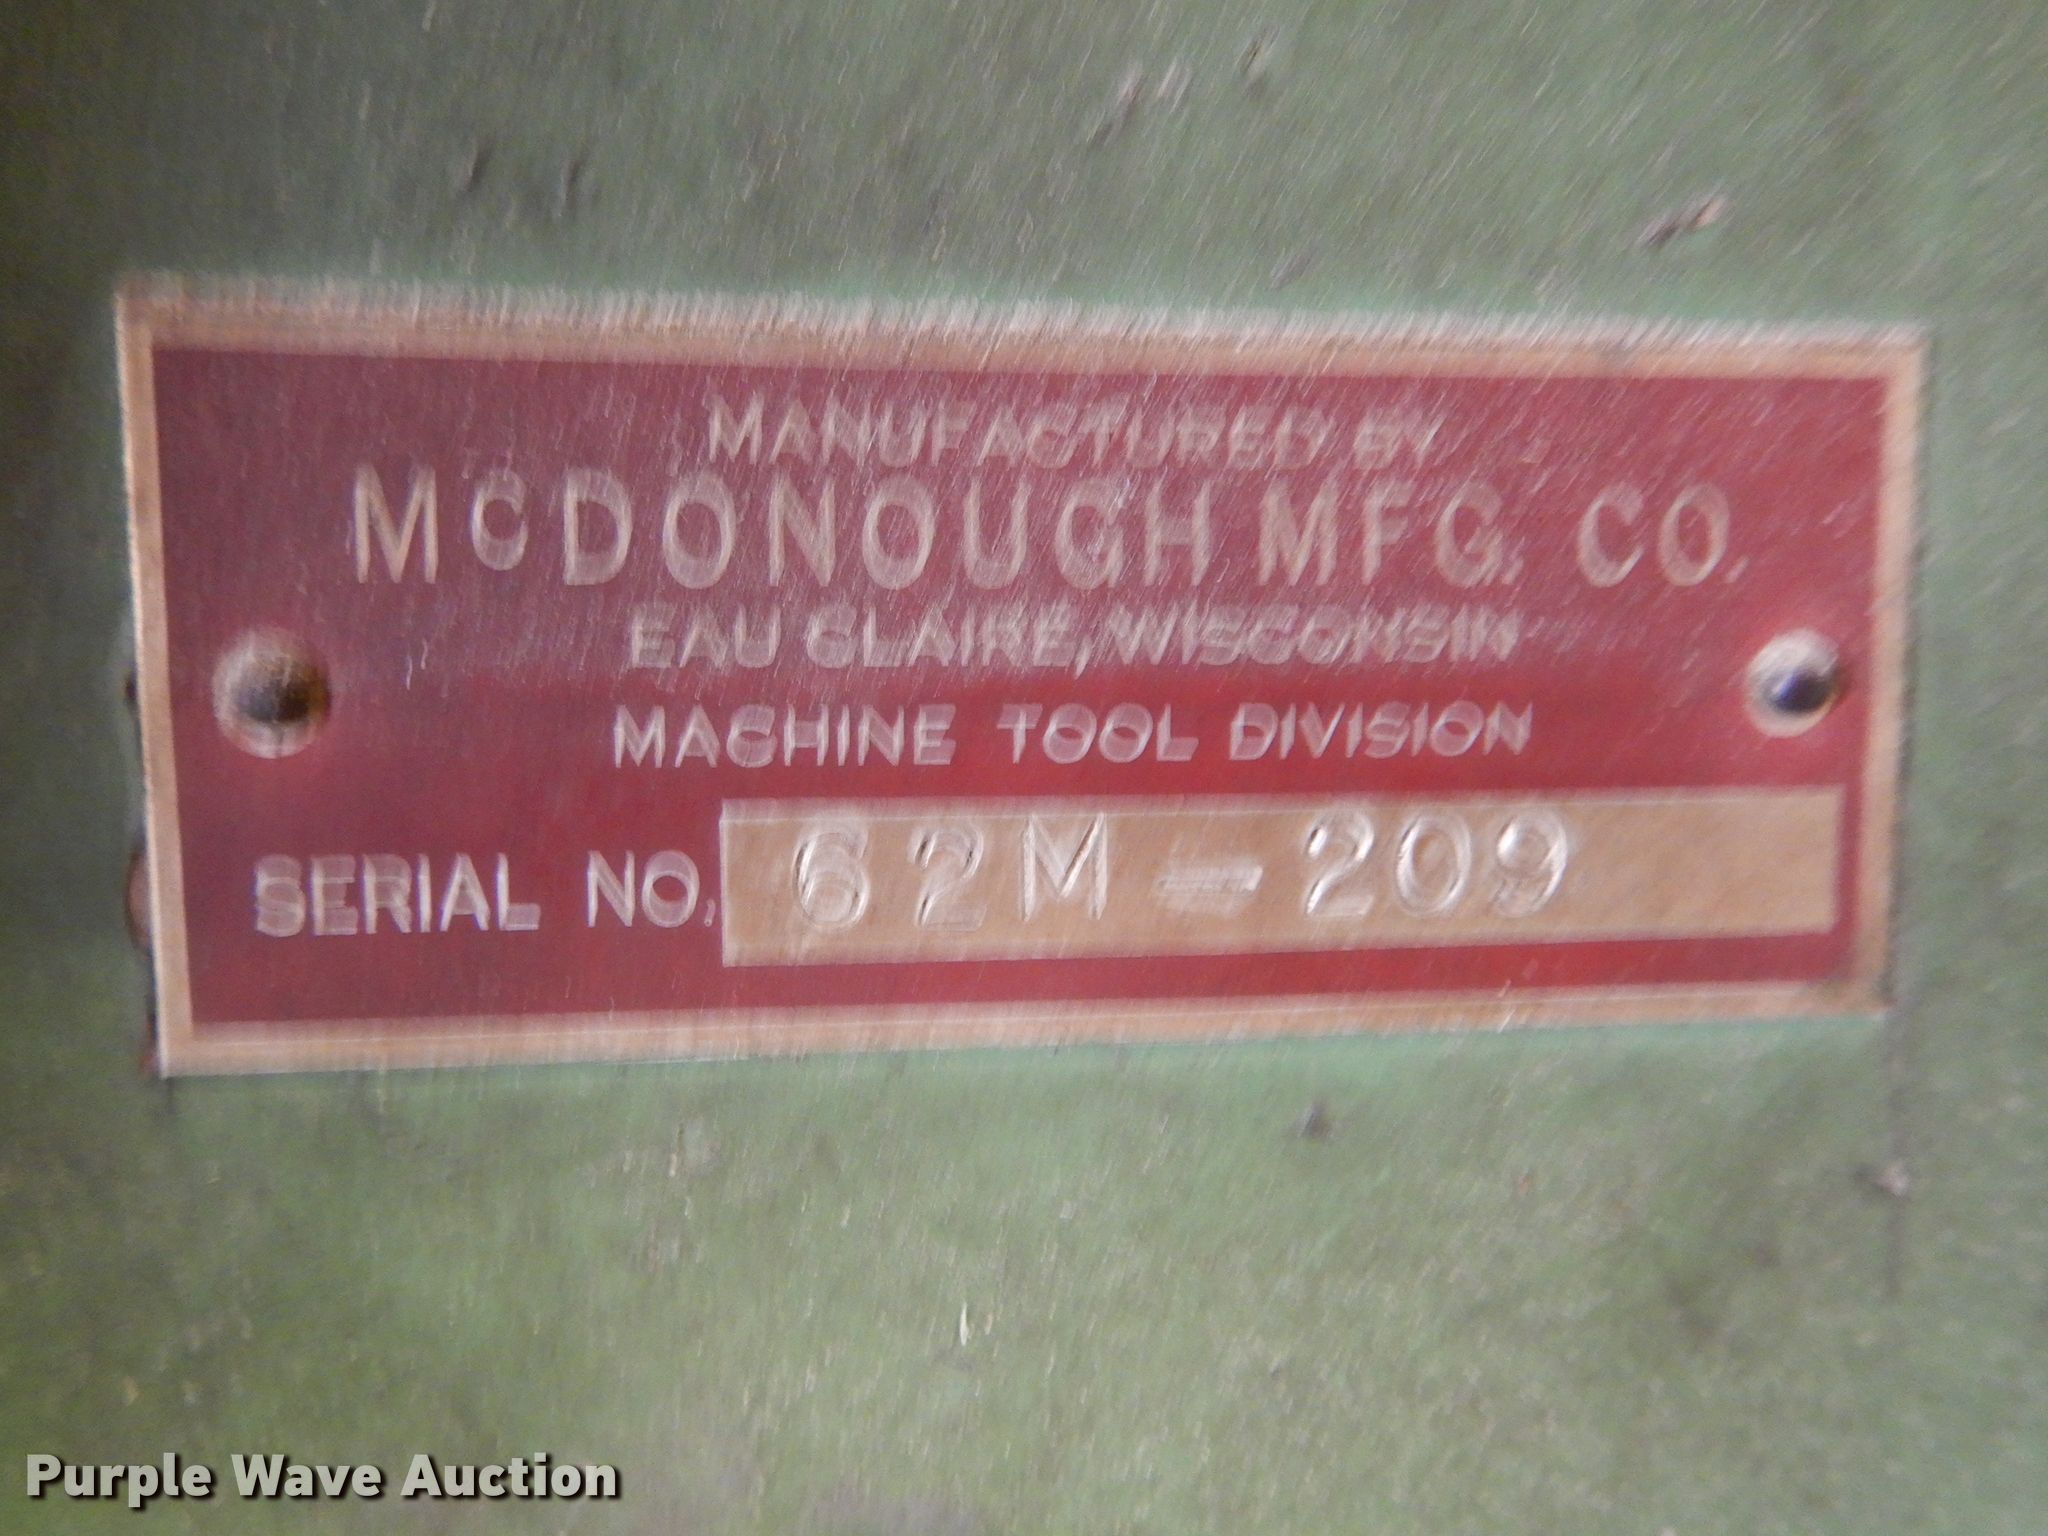 MANUFACTURED BY
McDONOUGH MFG. CO.
EAU CLAIRE, WISCONSIN
MACHINE TOOL DIVISION
SERIAL NO. 62M-209
Purple Wave Auction